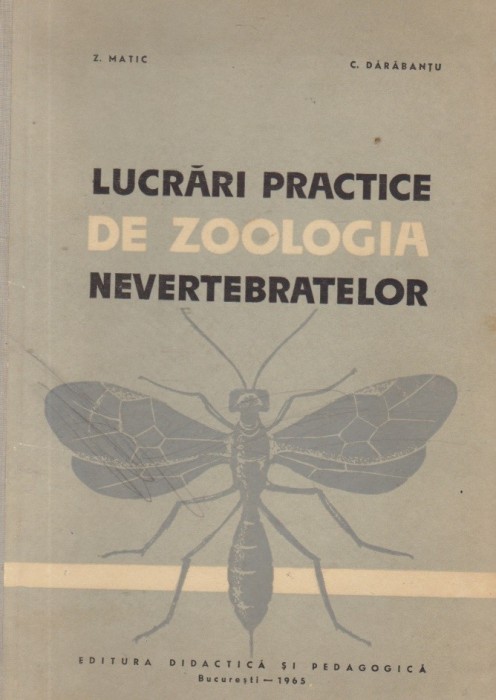 Z. MATIC
C. DĂRĂBANȚU
LUCRĂRI PRACTICE
DE ZOOLOGIA
NEVERTEBRATELOR
EDITURA DIDACTICĂ ȘI PEDAGOGICĂ
București — 1965